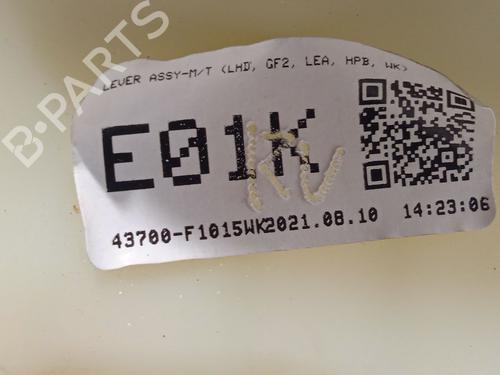 LEVER ASSY-M/T (LHD, GF2, LEA, HPB, WK)
E01K
43700-F1015WK2021.08.10 14:23:06
B-PARTS